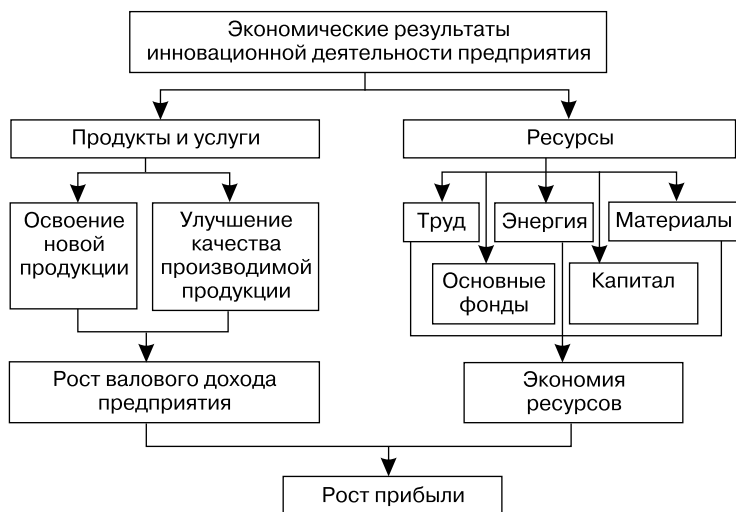 Экономические результаты
инновационной деятельности предприятия
Продукты и услуги
Ресурсы
Освоение
новой
продукции
Улучшение
качества
производимой
продукции
Труд
Энергия
Материалы
Основные
фонды
Капитал
Рост валового дохода
предприятия
Экономия
ресурсов
Рост прибыли